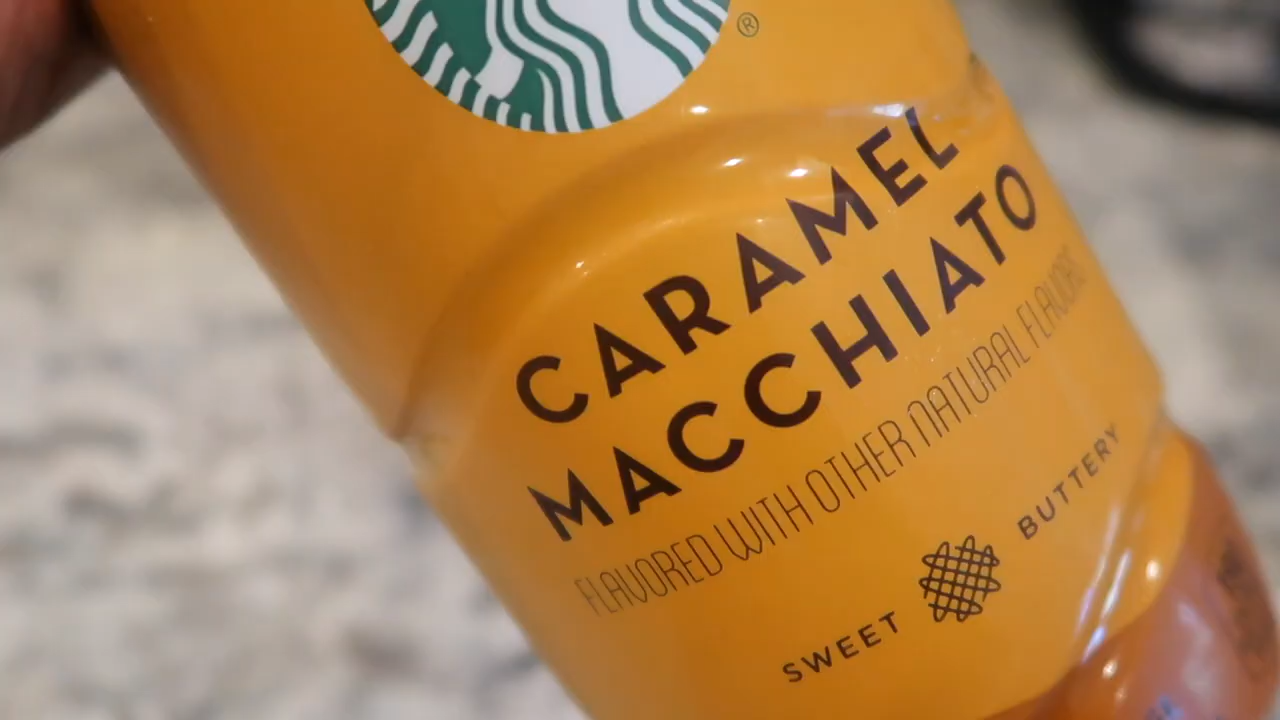 ®
CARAMEL
MACCHIATO
FLAVORED WITH OTHER NATURAL FLAVORS
SWEET BUTTERY